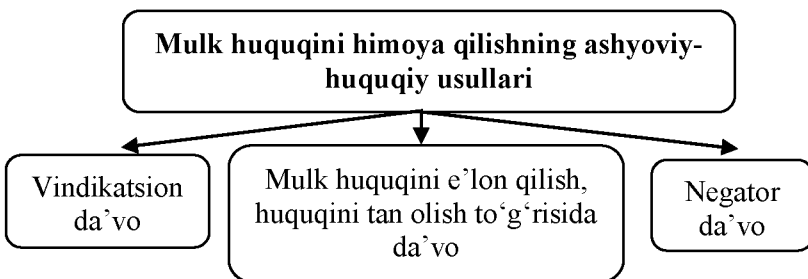 Mulk huquqini himoya qilishning ashyoviy-
huquqiy usullari
Vindikatsion
da’vo
Mulk huquqini e’lon qilish,
huquqini tan olish to‘g‘risida
da’vo
Negator
da’vo